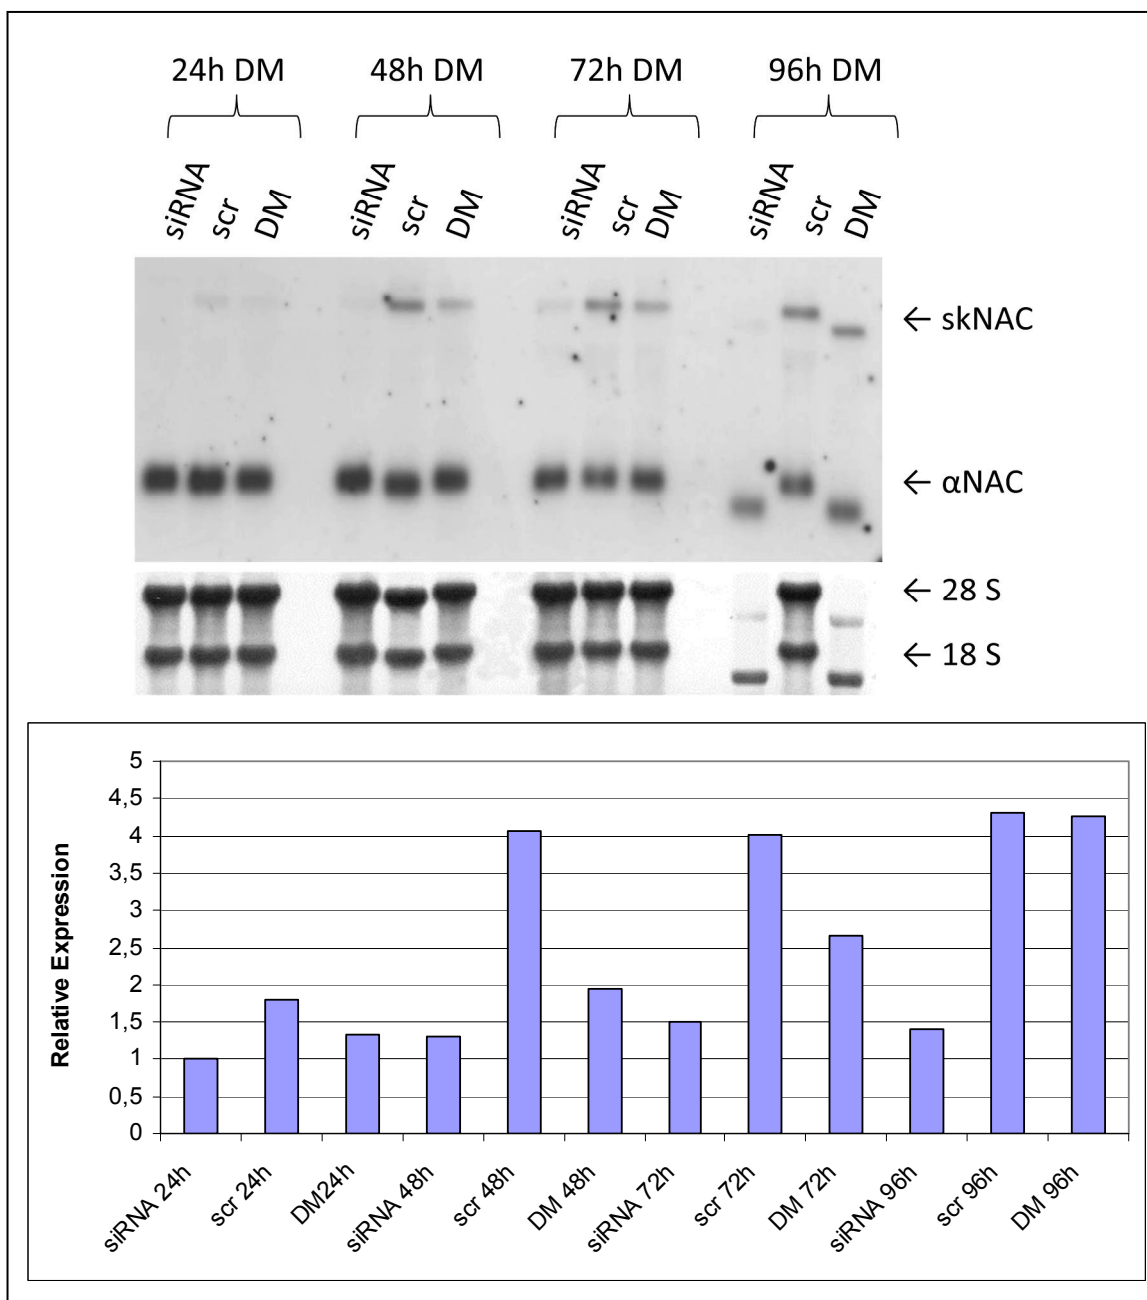 24h DM 48h DM 72h DM 96h DM
siRNA scr DM siRNA scr DM siRNA scr DM siRNA scr DM
← skNAC
← αNAC
← 28 S
← 18 S
5
4,5
4
3,5
3
2,5
2
1,5
1
0,5
0
Relative Expression
siRNA 24h scr 24h DM24h siRNA 48h scr 48h DM 48h siRNA 72h scr 72h DM 72h siRNA 96h scr 96h DM 96h